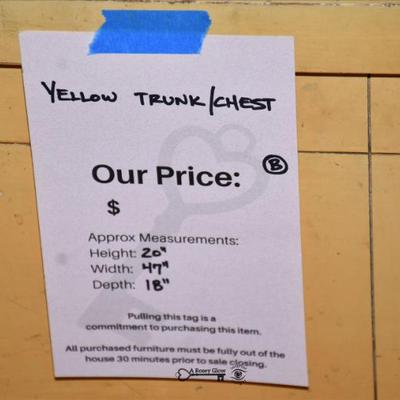 YELLOW TRUNK/CHEST
B
Our Price:
$
Approx Measurements:
Height: 20"
Width: 47"
Depth: 18"
Pulling this tag is a
commitment to purchasing this item.
All purchased furniture must be fully out of the
house 30 minutes prior to sale closing.
A Rosey Glow